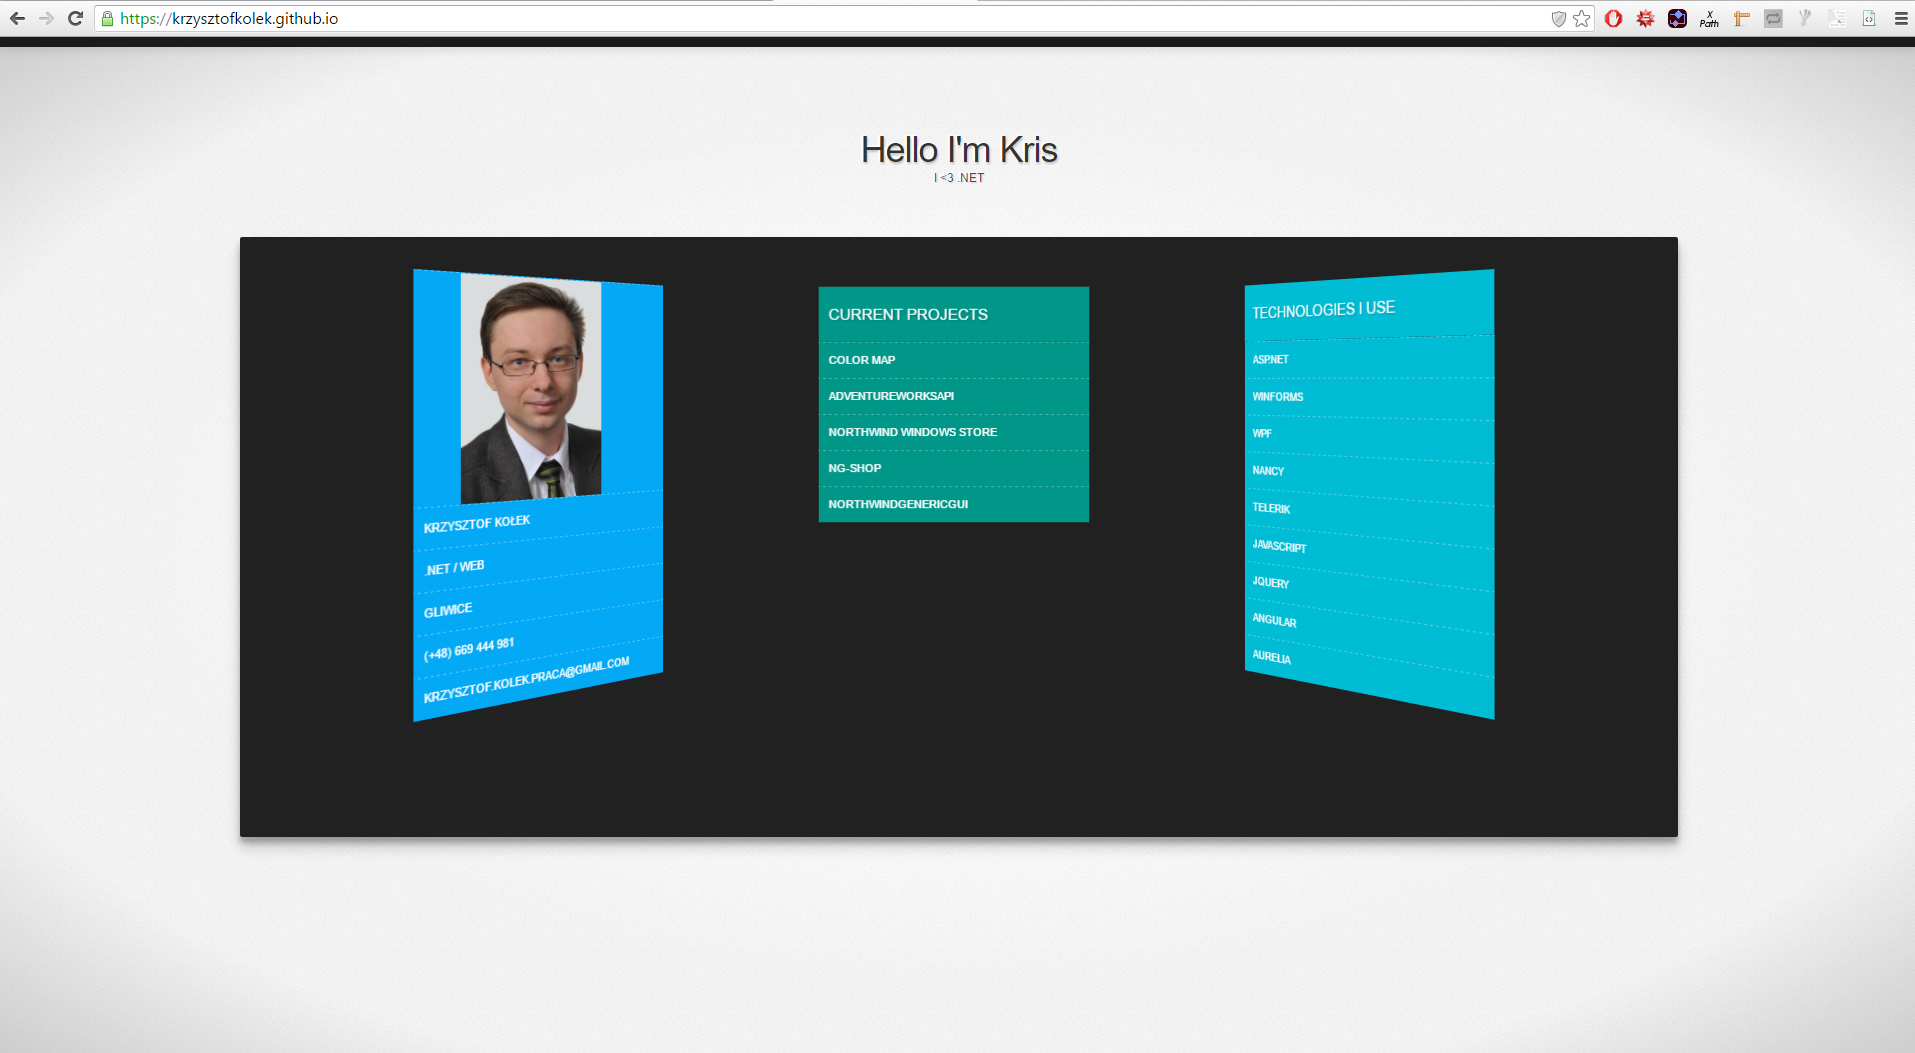 https://krzysztofkolek.github.io
X
Path
Hello I'm Kris
I <3 .NET
KRZYSZTOF KOŁEK
.NET / WEB
GLIWICE
(+48) 669 444 981
KRZYSZTOF.KOLEK.PRACA@GMAIL.COM
CURRENT PROJECTS
COLOR MAP
ADVENTUREWORKSAPI
NORTHWIND WINDOWS STORE
NG-SHOP
NORTHWINDGENERICGUI
TECHNOLOGIES I USE
ASP.NET
WINFORMS
WPF
NANCY
TELERIK
JAVASCRIPT
JQUERY
ANGULAR
AURELIA